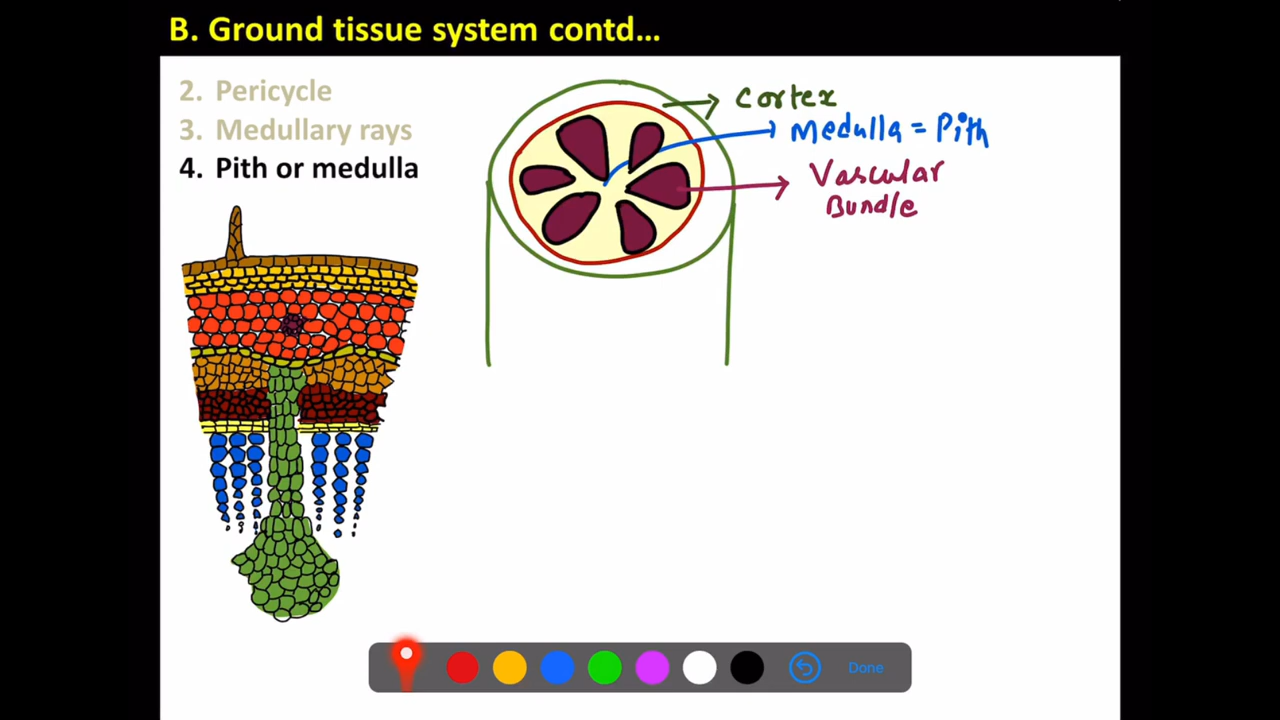 B. Ground tissue system contd...
2. Pericycle
3. Medullary rays
4. Pith or medulla
Cortex
Medulla = Pith
Vascular
Bundle
Done